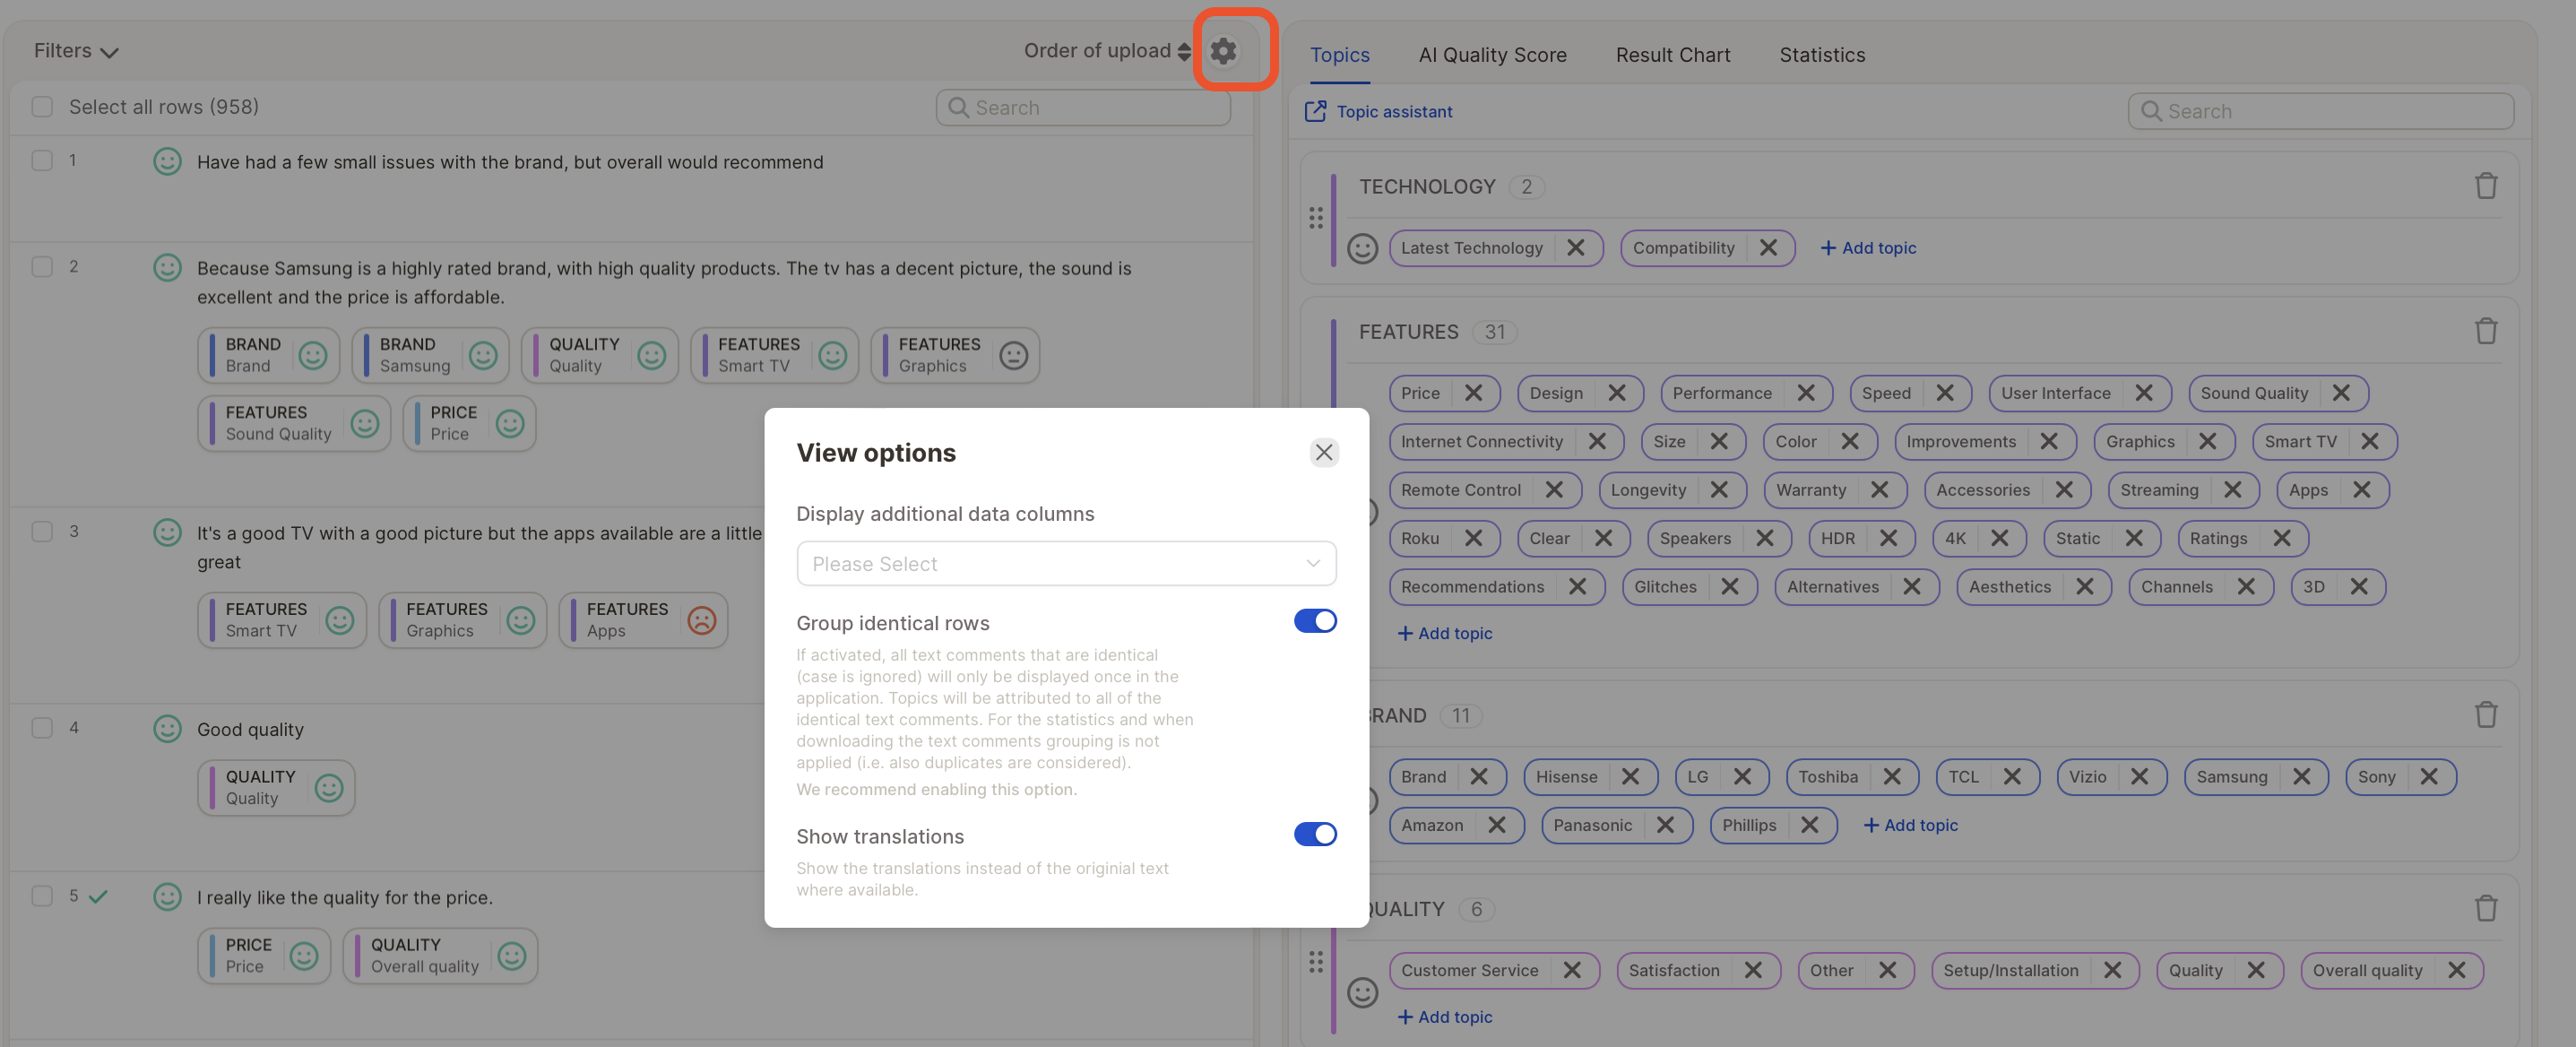 Filters
Order of upload
Select all rows (958)
Search
1
Have had a few small issues with the brand, but overall would recommend
2
Because Samsung is a highly rated brand, with high quality products. The tv has a decent picture, the sound is
excellent and the price is affordable.
BRAND
Brand
BRAND
Samsung
QUALITY
Quality
FEATURES
Smart TV
FEATURES
Graphics
FEATURES
Sound Quality
PRICE
Price
3
It's a good TV with a good picture but the apps available are a little
great
FEATURES
Smart TV
FEATURES
Graphics
FEATURES
Apps
4
Good quality
QUALITY
Quality
5
I really like the quality for the price.
PRICE
Price
QUALITY
Overall quality
View options
Display additional data columns
Please Select
Group identical rows
If activated, all text comments that are identical
(case is ignored) will only be displayed once in the
application. Topics will be attributed to all of the
identical text comments. For the statistics and when
downloading the text comments grouping is not
applied (i.e. also duplicates are considered).
We recommend enabling this option.
Show translations
Show the translations instead of the originial text
where available.
Topics AI Quality Score Result Chart Statistics
Topic assistant
Search
TECHNOLOGY 2
Latest Technology Compatibility + Add topic
FEATURES 31
Price Design Performance Speed User Interface Sound Quality
Internet Connectivity Size Color Improvements Graphics Smart TV
Remote Control Longevity Warranty Accessories Streaming Apps
Roku Clear Speakers HDR 4K Static Ratings
Recommendations Glitches Alternatives Aesthetics Channels 3D
+ Add topic
BRAND 11
Brand Hisense LG Toshiba TCL Vizio Samsung Sony
Amazon Panasonic Phillips + Add topic
QUALITY 6
Customer Service Satisfaction Other Setup/Installation Quality Overall quality
+ Add topic